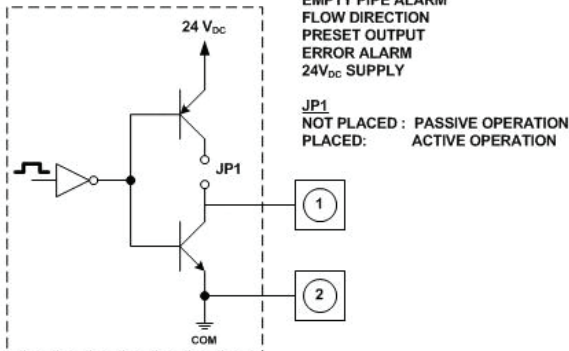 EMPTY PIPE ALARM
FLOW DIRECTION
PRESET OUTPUT
ERROR ALARM
24VDC SUPPLY
JP1
NOT PLACED : PASSIVE OPERATION
PLACED: ACTIVE OPERATION
24 VDC
JP1
1
2
COM